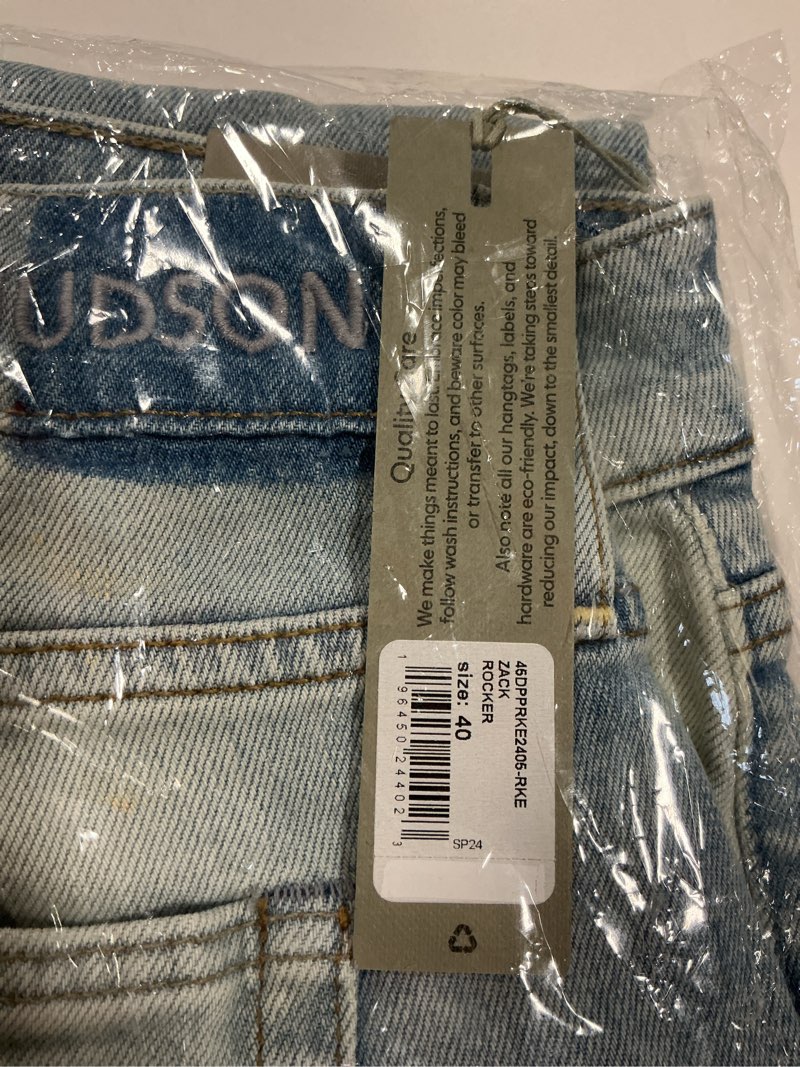 UDSON
Quality Care
We make things meant to last. Embrace imperfections,
follow wash instructions, and beware color may bleed
or transfer to other surfaces.
Also note all our hangtags, labels, and
hardware are eco-friendly. We're taking steps toward
reducing our impact, down to the smallest detail.
45DPPRKE2405-RKE
ZACK
ROCKER
size: 40
1 96450 24402 3
SP24